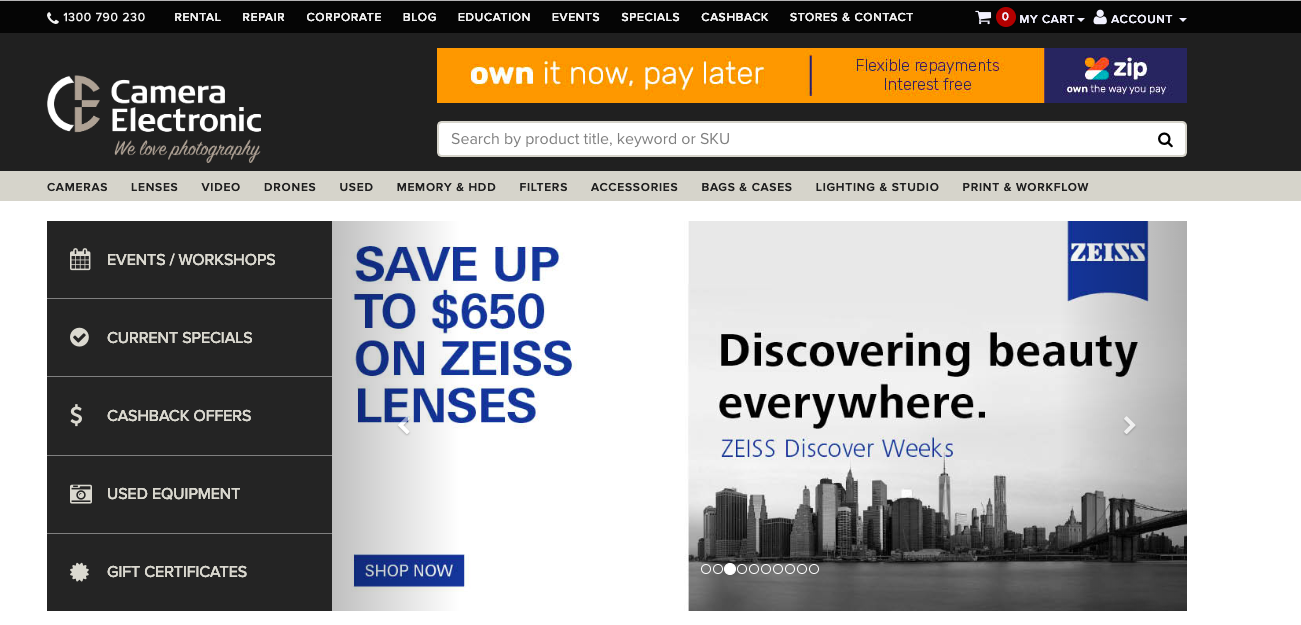 1300 790 230 RENTAL REPAIR CORPORATE BLOG EDUCATION EVENTS SPECIALS CASHBACK STORES & CONTACT 0 MY CART ACCOUNT
own it now, pay later
Flexible repayments
Interest free
zip
own the way you pay
Camera
Electronic
We love photography
Search by product title, keyword or SKU
CAMERAS LENSES VIDEO DRONES USED MEMORY & HDD FILTERS ACCESSORIES BAGS & CASES LIGHTING & STUDIO PRINT & WORKFLOW
EVENTS / WORKSHOPS
CURRENT SPECIALS
CASHBACK OFFERS
USED EQUIPMENT
GIFT CERTIFICATES
SAVE UP
TO $650
ON ZEISS
LENSES
SHOP NOW
ZEISS
Discovering beauty
everywhere.
ZEISS Discover Weeks